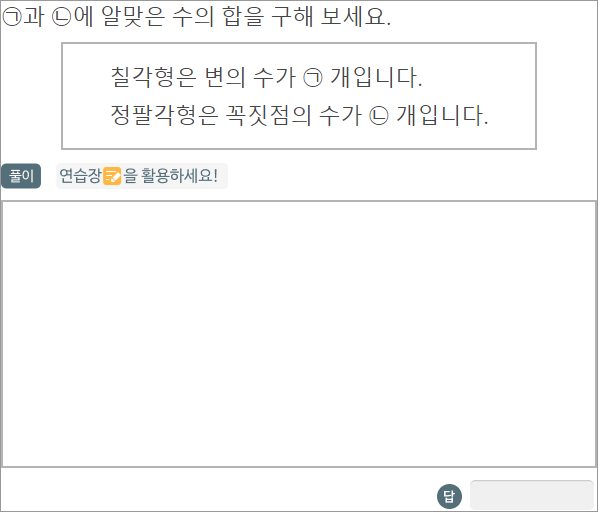 ㉠과 ㉡에 알맞은 수의 합을 구해 보세요.
칠각형은 변의 수가 ㉠ 개입니다.
정팔각형은 꼭짓점의 수가 ㉡ 개입니다.
풀이 연습장을 활용하세요!
답